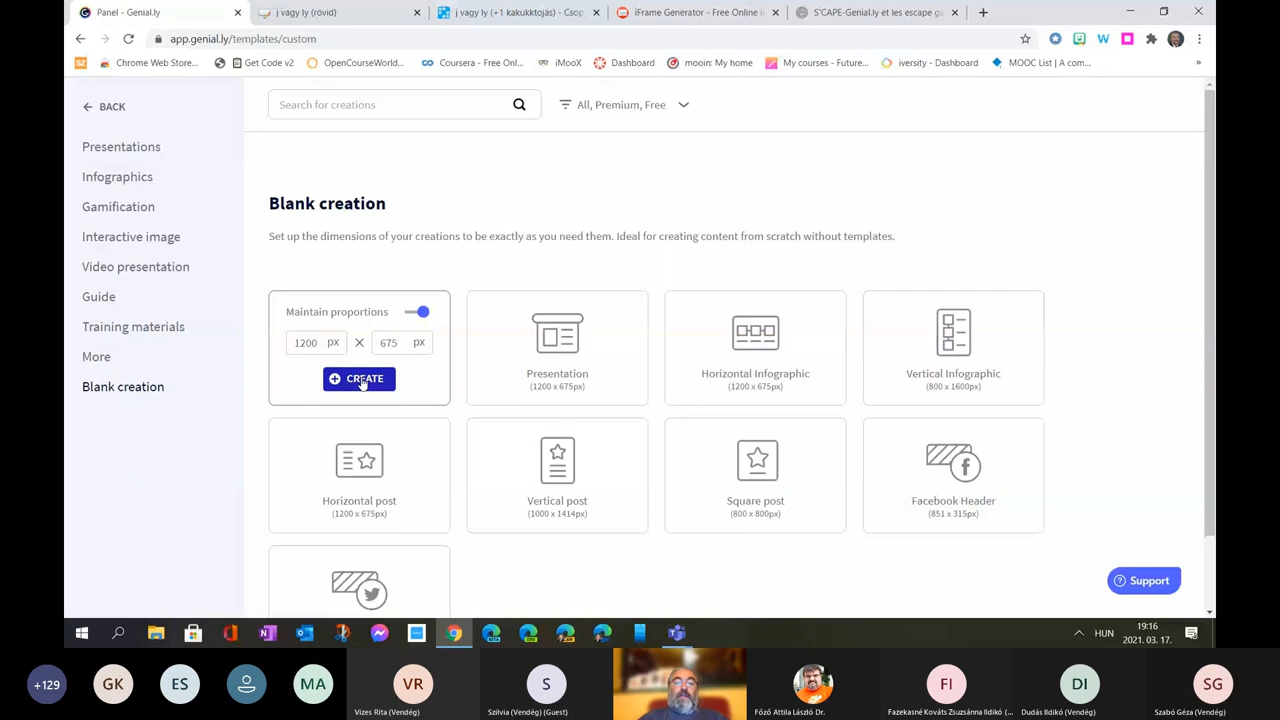 Panel - Genial.ly
j vagy ly (rövid)
j vagy ly (+1 kakukktojás) - Csop
iFrame Generator - Free Online i
S'CAPE-Genial.ly et les escape g
app.genial.ly/templates/custom
Chrome Web Store...
Get Code v2
OpenCourseWorld...
Coursera - Free Onl...
iMooX
Dashboard
mooin: My home
My courses - Future...
iversity - Dashboard
MOOC List | A com...
BACK
Search for creations
All, Premium, Free
Presentations
Infographics
Gamification
Interactive image
Video presentation
Guide
Training materials
More
Blank creation
Blank creation
Set up the dimensions of your creations to be exactly as you need them. Ideal for creating content from scratch without templates.
Maintain proportions
1200 px × 675 px
CREATE
Presentation
(1200 x 675px)
Horizontal Infographic
(1200 x 675px)
Vertical Infographic
(800 x 1600px)
Horizontal post
(1200 x 675px)
Vertical post
(1000 x 1414px)
Square post
(800 x 800px)
Facebook Header
(851 x 315px)
Support
HUN
19:16
2021. 03. 17.
+129
GK
ES
MA
VR
Vizes Rita (Vendég)
S
Szilvia (Vendég) (Guest)
Főző Attila László Dr.
FI
Fazekasné Kováts Zsuzsánna Ildikó (...
DI
Dudás Ildikó (Vendég)
SG
Szabó Géza (Vendég)